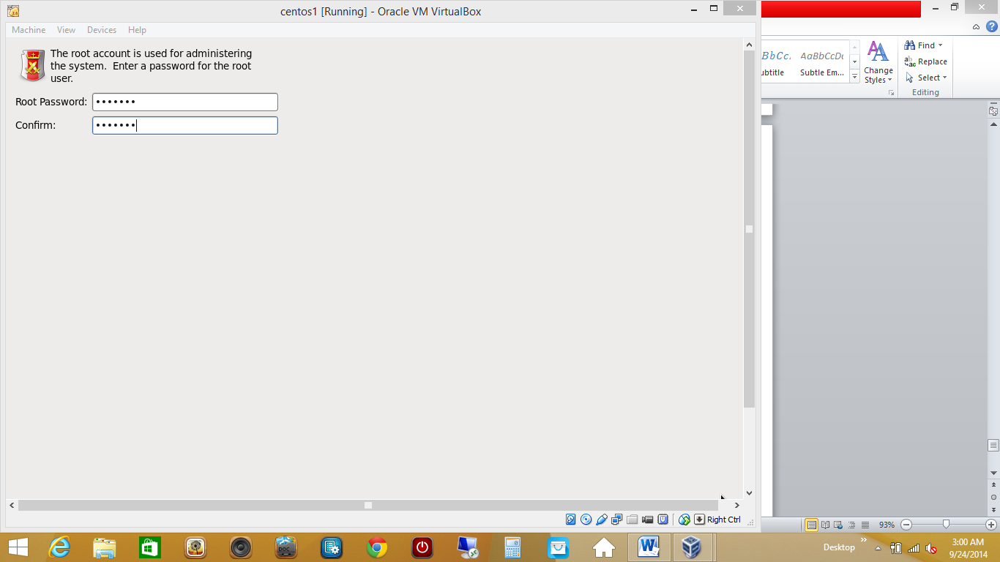 centos1 [Running] - Oracle VM VirtualBox
Machine View Devices Help
The root account is used for administering
the system. Enter a password for the root
user.
Root Password: •••••••
Confirm: •••••••
Right Ctrl
BbCc. AaBbCcDc
ubtitle Subtle Em...
Change
Styles
Find
Replace
Select
Editing
93%
Desktop
3:00 AM
9/24/2014